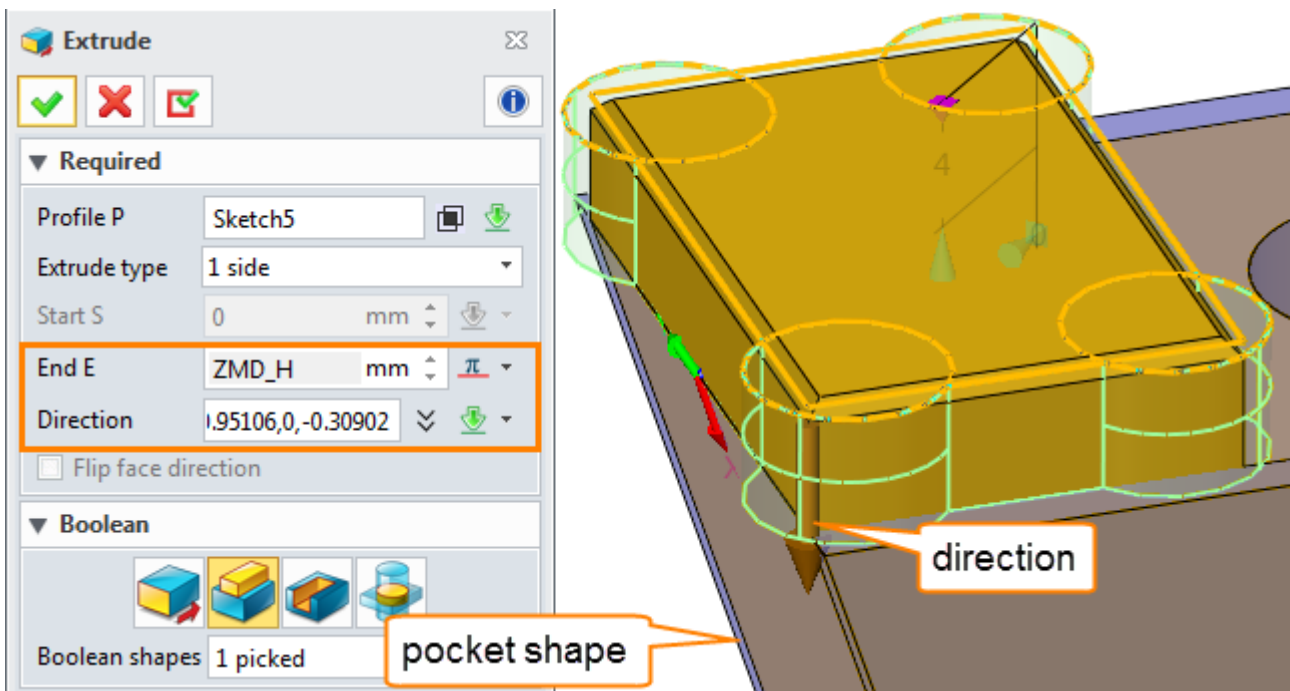 Extrude
Required
Profile P Sketch5
Extrude type 1 side
Start S 0 mm
End E ZMD_H mm π
Direction ).95106,0,-0.30902
Flip face direction
Boolean
Boolean shapes 1 picked
4
X
direction
pocket shape